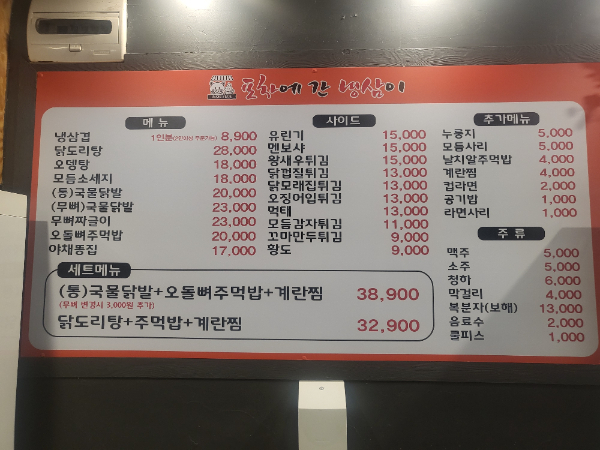 포차에 간 냉삼이
메뉴
냉삼겹 1인분(2인이상 주문가능) 8,900
닭도리탕 28,000
오뎅탕 18,000
모듬소세지 18,000
(통)국물닭발 20,000
(무뼈)국물닭발 23,000
무뼈짜글이 23,000
오돌뼈주먹밥 20,000
야채똥집 17,000
사이드
유린기 15,000
멘보샤 15,000
왕새우튀김 15,000
닭껍질튀김 13,000
닭모래집튀김 13,000
오징어입튀김 13,000
먹태 13,000
모듬감자튀김 11,000
꼬마만두튀김 9,000
황도 9,000
추가메뉴
누룽지 5,000
모듬사리 5,000
날치알주먹밥 4,000
계란찜 4,000
컵라면 2,000
공기밥 1,000
라면사리 1,000
주류
맥주 5,000
소주 5,000
청하 6,000
막걸리 4,000
복분자(보해) 13,000
음료수 2,000
쿨피스 1,000
세트메뉴
(통)국물닭발+오돌뼈주먹밥+계란찜 38,900
(무뼈 변경시 3,000원 추가)
닭도리탕+주먹밥+계란찜 32,900